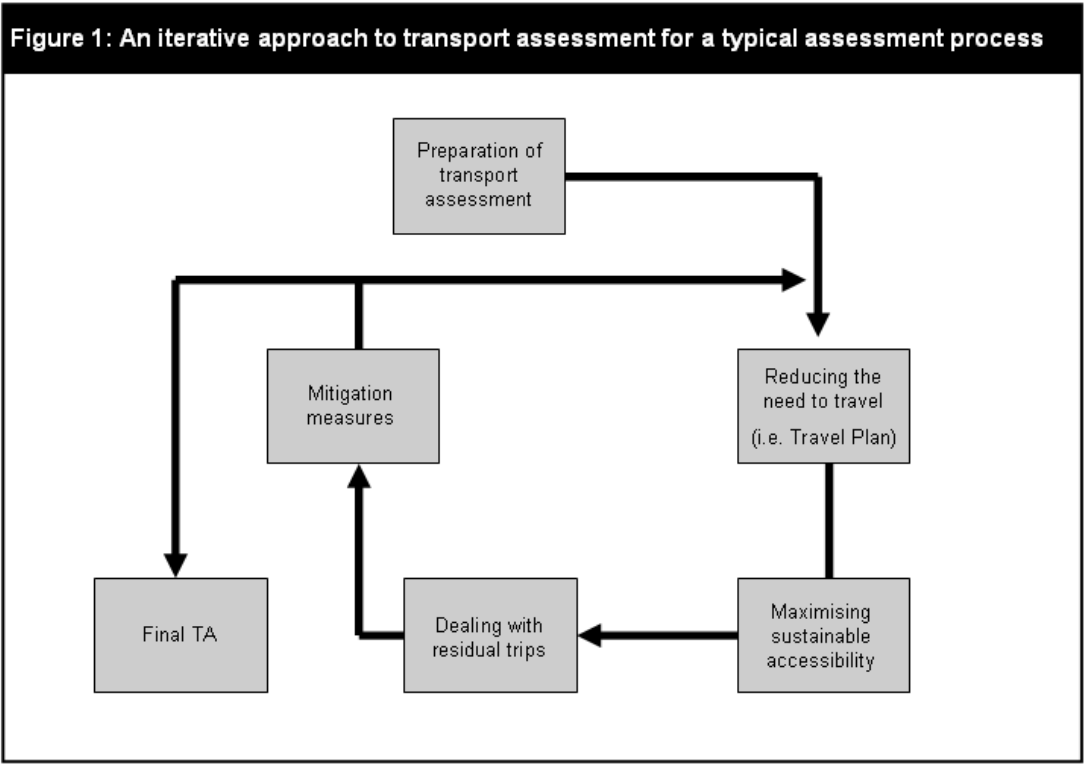 Figure 1: An iterative approach to transport assessment for a typical assessment process
Preparation of
transport
assessment
Mitigation
measures
Reducing the
need to travel
(i.e. Travel Plan)
Final TA
Dealing with
residual trips
Maximising
sustainable
accessibility